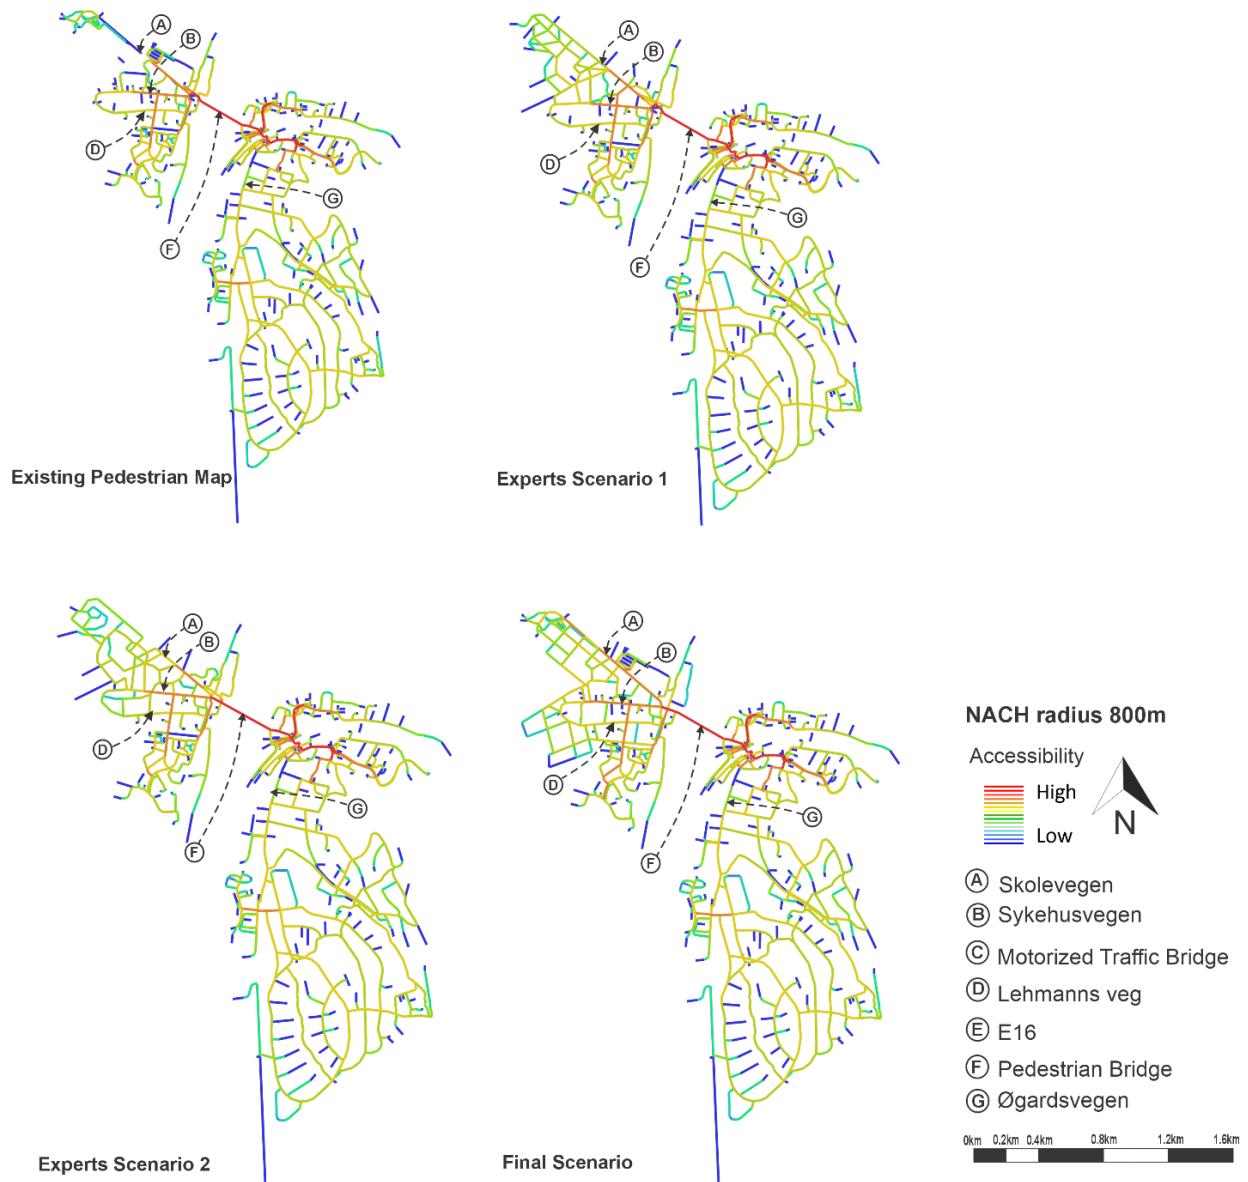 A
B
D
G
F
Existing Pedestrian Map
A
B
D
G
F
Experts Scenario 1
A
B
D
G
F
Experts Scenario 2
A
B
D
G
F
Final Scenario
NACH radius 800m
Accessibility
High
Low
N
A Skolevegen
B Sykehusvegen
C Motorized Traffic Bridge
D Lehmanns veg
E E16
F Pedestrian Bridge
G Øgardsvegen
0km 0.2km 0.4km 0.8km 1.2km 1.6km